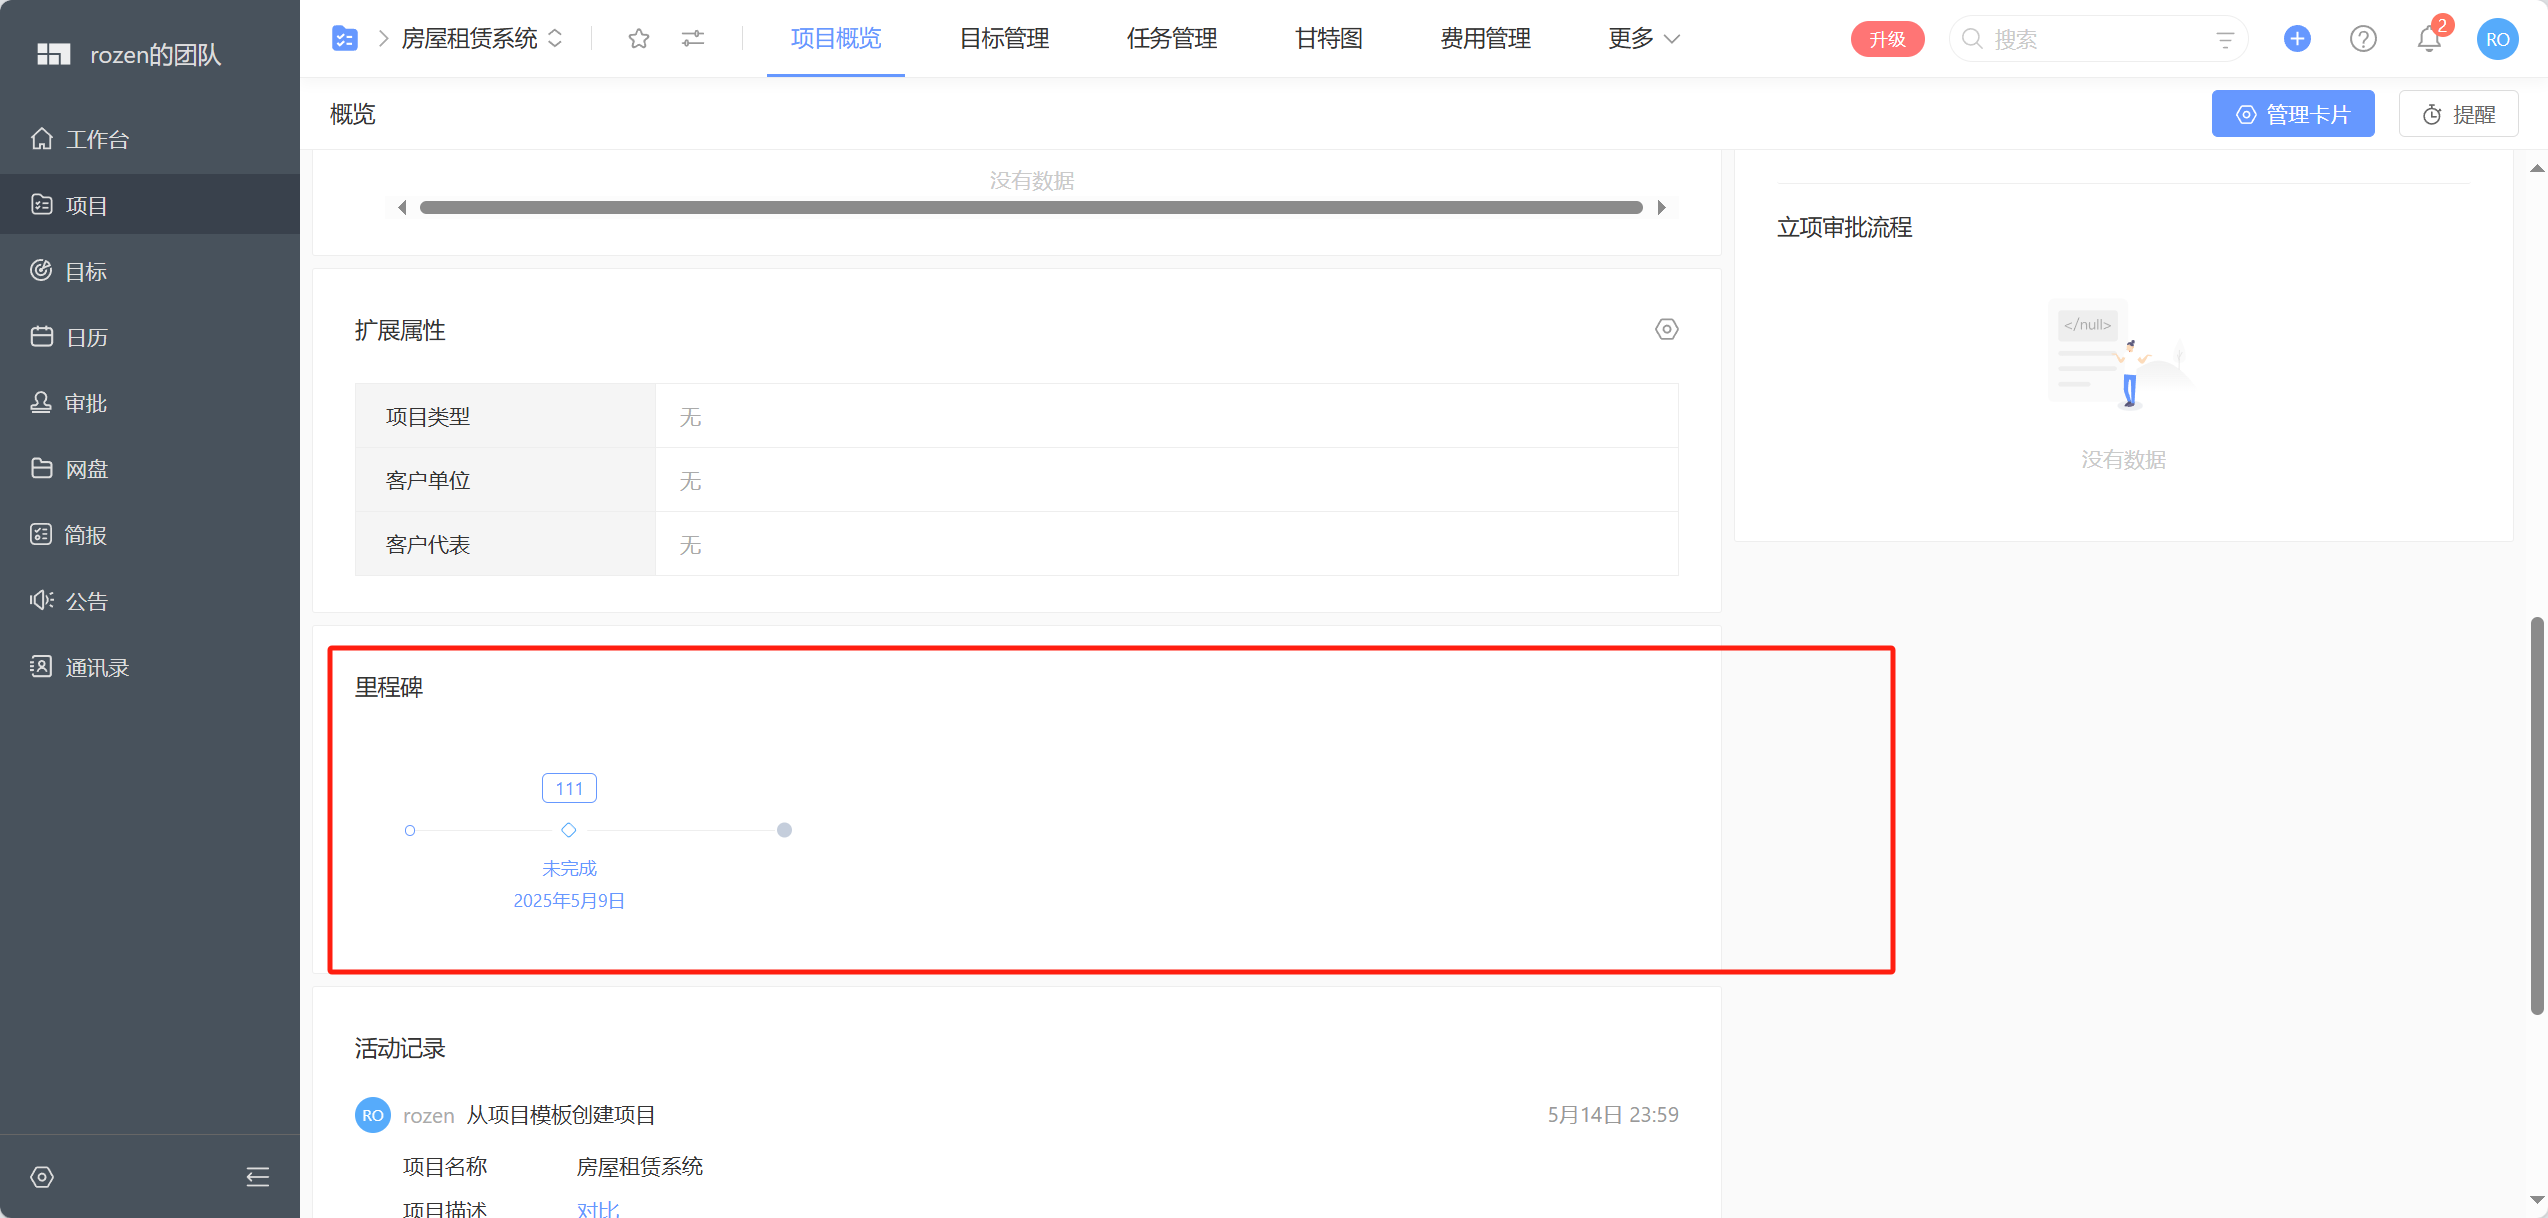 rozen的团队
工作台
项目
目标
日历
审批
网盘
简报
公告
通讯录
房屋租赁系统
项目概览
目标管理
任务管理
甘特图
费用管理
更多
升级
搜索
2
RO
概览
管理卡片
提醒
没有数据
扩展属性
项目类型 无
客户单位 无
客户代表 无
立项审批流程
</null>
没有数据
里程碑
111
未完成
2025年5月9日
活动记录
RO rozen 从项目模板创建项目 5月14日 23:59
项目名称 房屋租赁系统
项目描述 对比